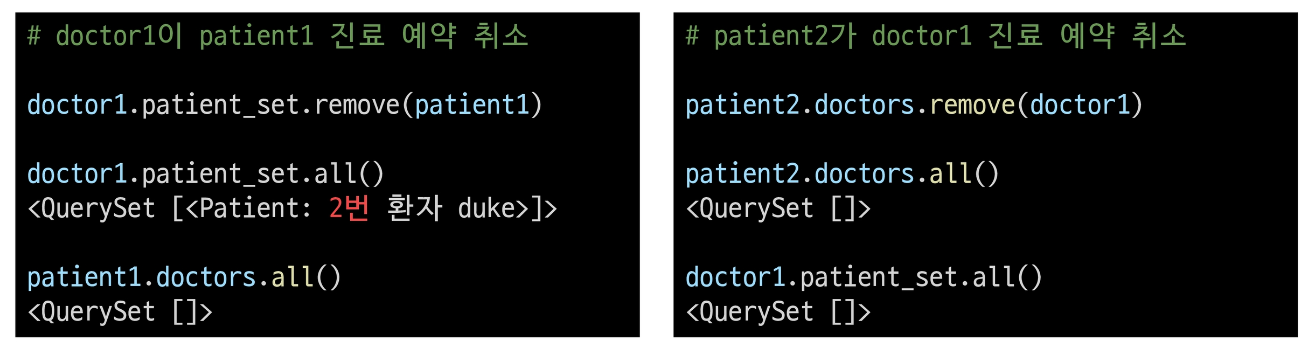 # doctor1이 patient1 진료 예약 취소
doctor1.patient_set.remove(patient1)
doctor1.patient_set.all()
<QuerySet [<Patient: 2번 환자 duke>]>
patient1.doctors.all()
<QuerySet []>
# patient2가 doctor1 진료 예약 취소
patient2.doctors.remove(doctor1)
patient2.doctors.all()
<QuerySet []>
doctor1.patient_set.all()
<QuerySet []>